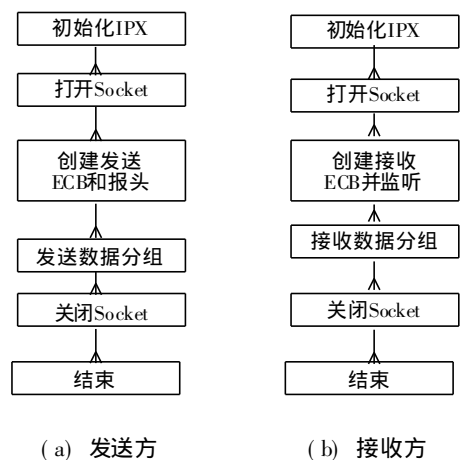 初始化IPX
打开Socket
创建发送
ECB和报头
发送数据分组
关闭Socket
结束
(a) 发送方
初始化IPX
打开Socket
创建接收
ECB并监听
接收数据分组
关闭Socket
结束
(b) 接收方